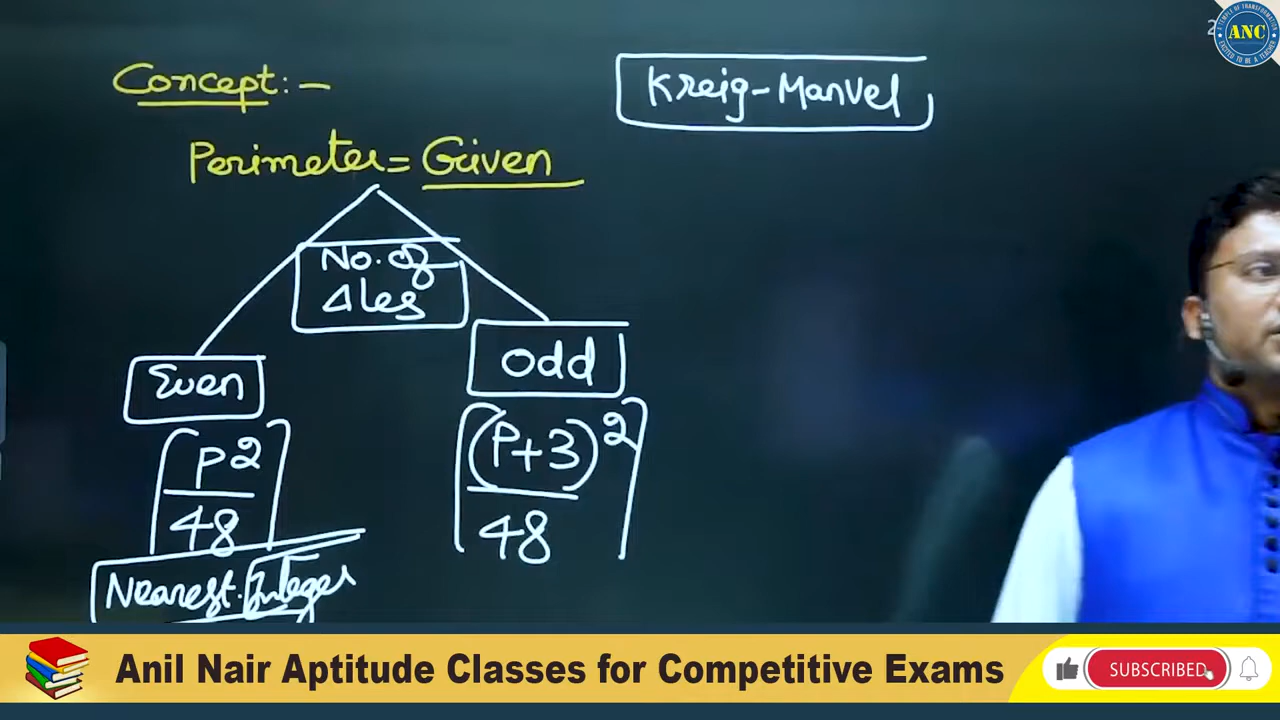 Concept:-
Kreig-Manvel
Perimeter = Given
No. of
Δles
Even
odd
P2
48
(P+3)2
48
Nearest. Integer
ANC
Anil Nair Aptitude Classes for Competitive Exams
SUBSCRIBED